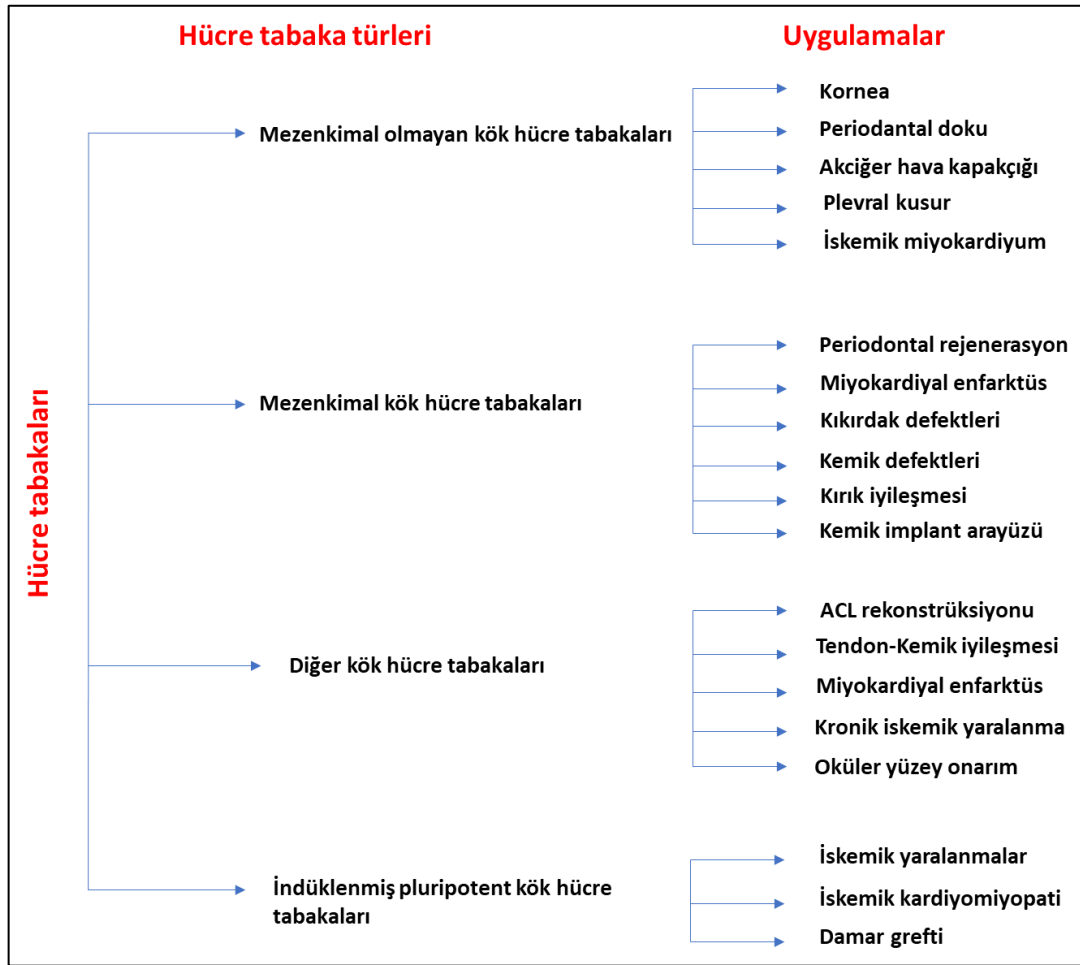 Hücre tabaka türleri
Uygulamalar
Hücre tabakaları
Mezenkimal olmayan kök hücre tabakaları
Kornea
Periodantal doku
Akciğer hava kapakçığı
Plevral kusur
İskemik miyokardiyum
Mezenkimal kök hücre tabakaları
Periodontal rejenerasyon
Miyokardiyal enfarktüs
Kıkırdak defektleri
Kemik defektleri
Kırık iyileşmesi
Kemik implant arayüzü
Diğer kök hücre tabakaları
ACL rekonstrüksiyonu
Tendon-Kemik iyileşmesi
Miyokardiyal enfarktüs
Kronik iskemik yaralanma
Oküler yüzey onarım
İndüklenmiş pluripotent kök hücre
tabakaları
İskemik yaralanmalar
İskemik kardiyomiyopati
Damar grefti